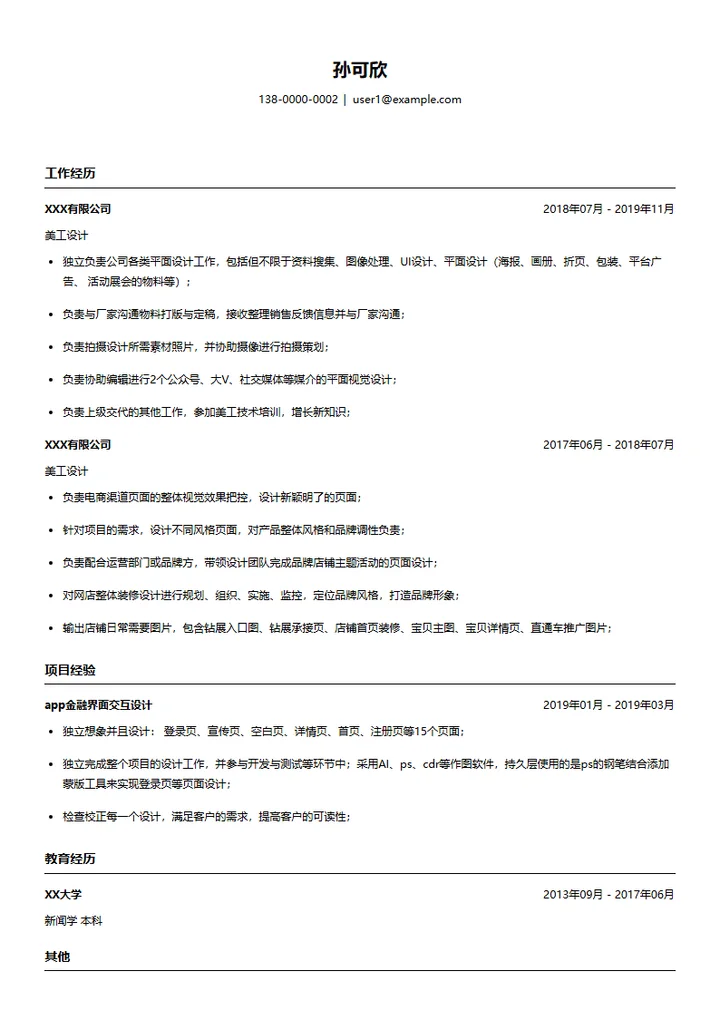 孙可欣
138-0000-0002 | user1@example.com
工作经历
XXX有限公司 2018年07月 - 2019年11月
美工设计
• 独立负责公司各类平面设计工作，包括但不限于资料搜集、图像处理、UI设计、平面设计（海报、画册、折页、包装、平台广
告、 活动展会的物料等）；
• 负责与厂家沟通物料打版与定稿，接收整理销售反馈信息并与厂家沟通；
• 负责拍摄设计所需素材照片，并协助摄像进行拍摄策划；
• 负责协助编辑进行2个公众号、大V、社交媒体等媒介的平面视觉设计；
• 负责上级交代的其他工作，参加美工技术培训，增长新知识；
XXX有限公司 2017年06月 - 2018年07月
美工设计
• 负责电商渠道页面的整体视觉效果把控，设计新颖明了的页面；
• 针对项目的需求，设计不同风格页面，对产品整体风格和品牌调性负责；
• 负责配合运营部门或品牌方，带领设计团队完成品牌店铺主题活动的页面设计；
• 对网店整体装修设计进行规划、组织、实施、监控，定位品牌风格，打造品牌形象；
• 输出店铺日常需要图片，包含钻展入口图、钻展承接页、店铺首页装修、宝贝主图、宝贝详情页、直通车推广图片；
项目经验
app金融界面交互设计 2019年01月 - 2019年03月
• 独立想象并且设计： 登录页、宣传页、空白页、详情页、首页、注册页等15个页面；
• 独立完成整个项目的设计工作，并参与开发与测试等环节中；采用AI、ps、cdr等作图软件，持久层使用的是ps的钢笔结合添加
蒙版工具来实现登录页等页面设计；
• 检查校正每一个设计，满足客户的需求，提高客户的可读性；
教育经历
XX大学 2013年09月 - 2017年06月
新闻学 本科
其他